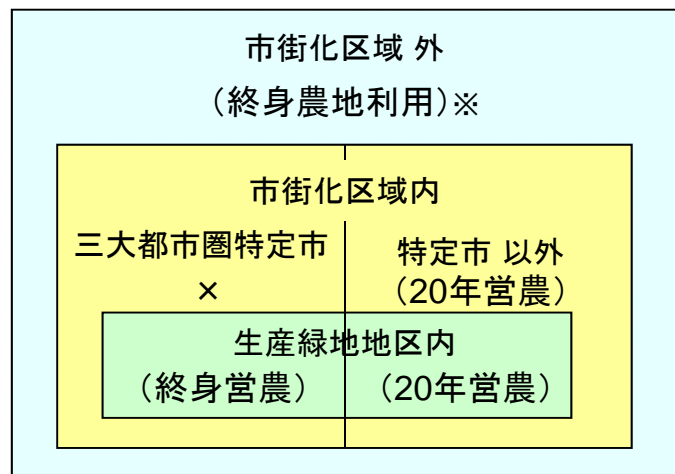 市街化区域 外
（終身農地利用）※
市街化区域内
三大都市圏特定市
×
特定市 以外
（20年営農）
生産緑地地区内
（終身営農）
（20年営農）